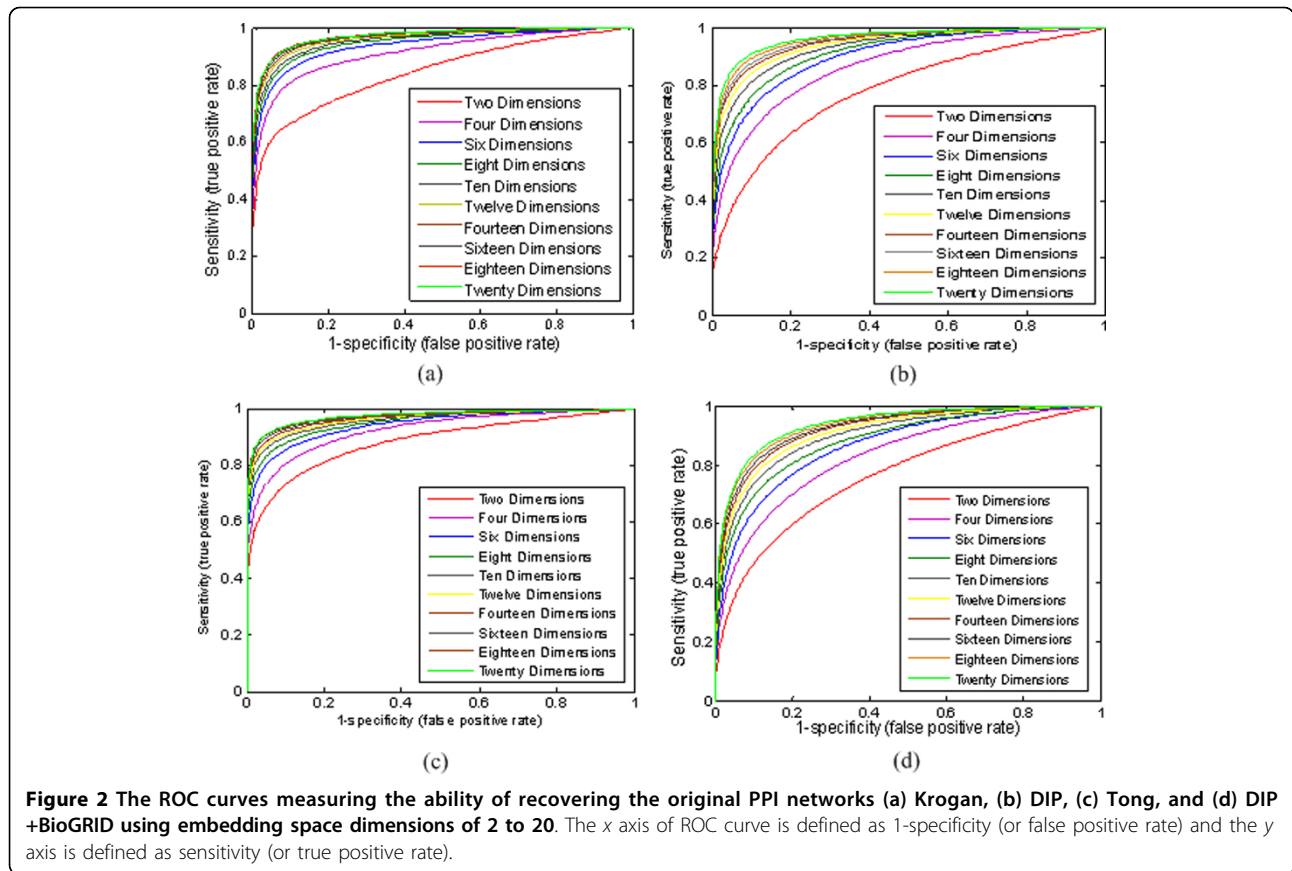 1
0.8
0.6
0.4
0.2
0
Sensitivity (true positive rate)
Two Dimensions
Four Dimensions
Six Dimensions
Eight Dimensions
Ten Dimensions
Twelve Dimensions
Fourteen Dimensions
Sixteen Dimensions
Eighteen Dimensions
Twenty Dimensions
0 0.2 0.4 0.6 0.8 1
1-specificity (false positive rate)
(a)
1
0.8
0.6
0.4
0.2
0
Sensitivity (true positive rate)
Two Dimensions
Four Dimensions
Six Dimensions
Eight Dimensions
Ten Dimensions
Twelve Dimensions
Fourteen Dimensions
Sixteen Dimensions
Eighteen Dimensions
Twenty Dimensions
0 0.2 0.4 0.6 0.8 1
1-specificity (false positive rate)
(b)
1
0.8
0.6
0.4
0.2
0
Sensitivity (true positive rate)
Two Dimensions
Four Dimensions
Six Dimensions
Eight Dimensions
Ten Dimensions
Twelve Dimensions
Fourteen Dimensions
Sixteen Dimensions
Eighteen Dimensions
Twenty Dimensions
0 0.2 0.4 0.6 0.8 1
1-specificity (false positive rate)
(c)
1
0.8
0.6
0.4
0.2
0
Sensitivity (true positive rate)
Two Dimensions
Four Dimensions
Six Dimensions
Eight Dimensions
Ten Dimensions
Twelve Dimensions
Fourteen Dimensions
Sixteen Dimensions
Eighteen Dimensions
Twenty Dimensions
0 0.2 0.4 0.6 0.8 1
1-specificity (false positive rate)
(d)
Figure 2 The ROC curves measuring the ability of recovering the original PPI networks (a) Krogan, (b) DIP, (c) Tong, and (d) DIP
+BioGRID using embedding space dimensions of 2 to 20. The x axis of ROC curve is defined as 1-specificity (or false positive rate) and the y
axis is defined as sensitivity (or true positive rate).